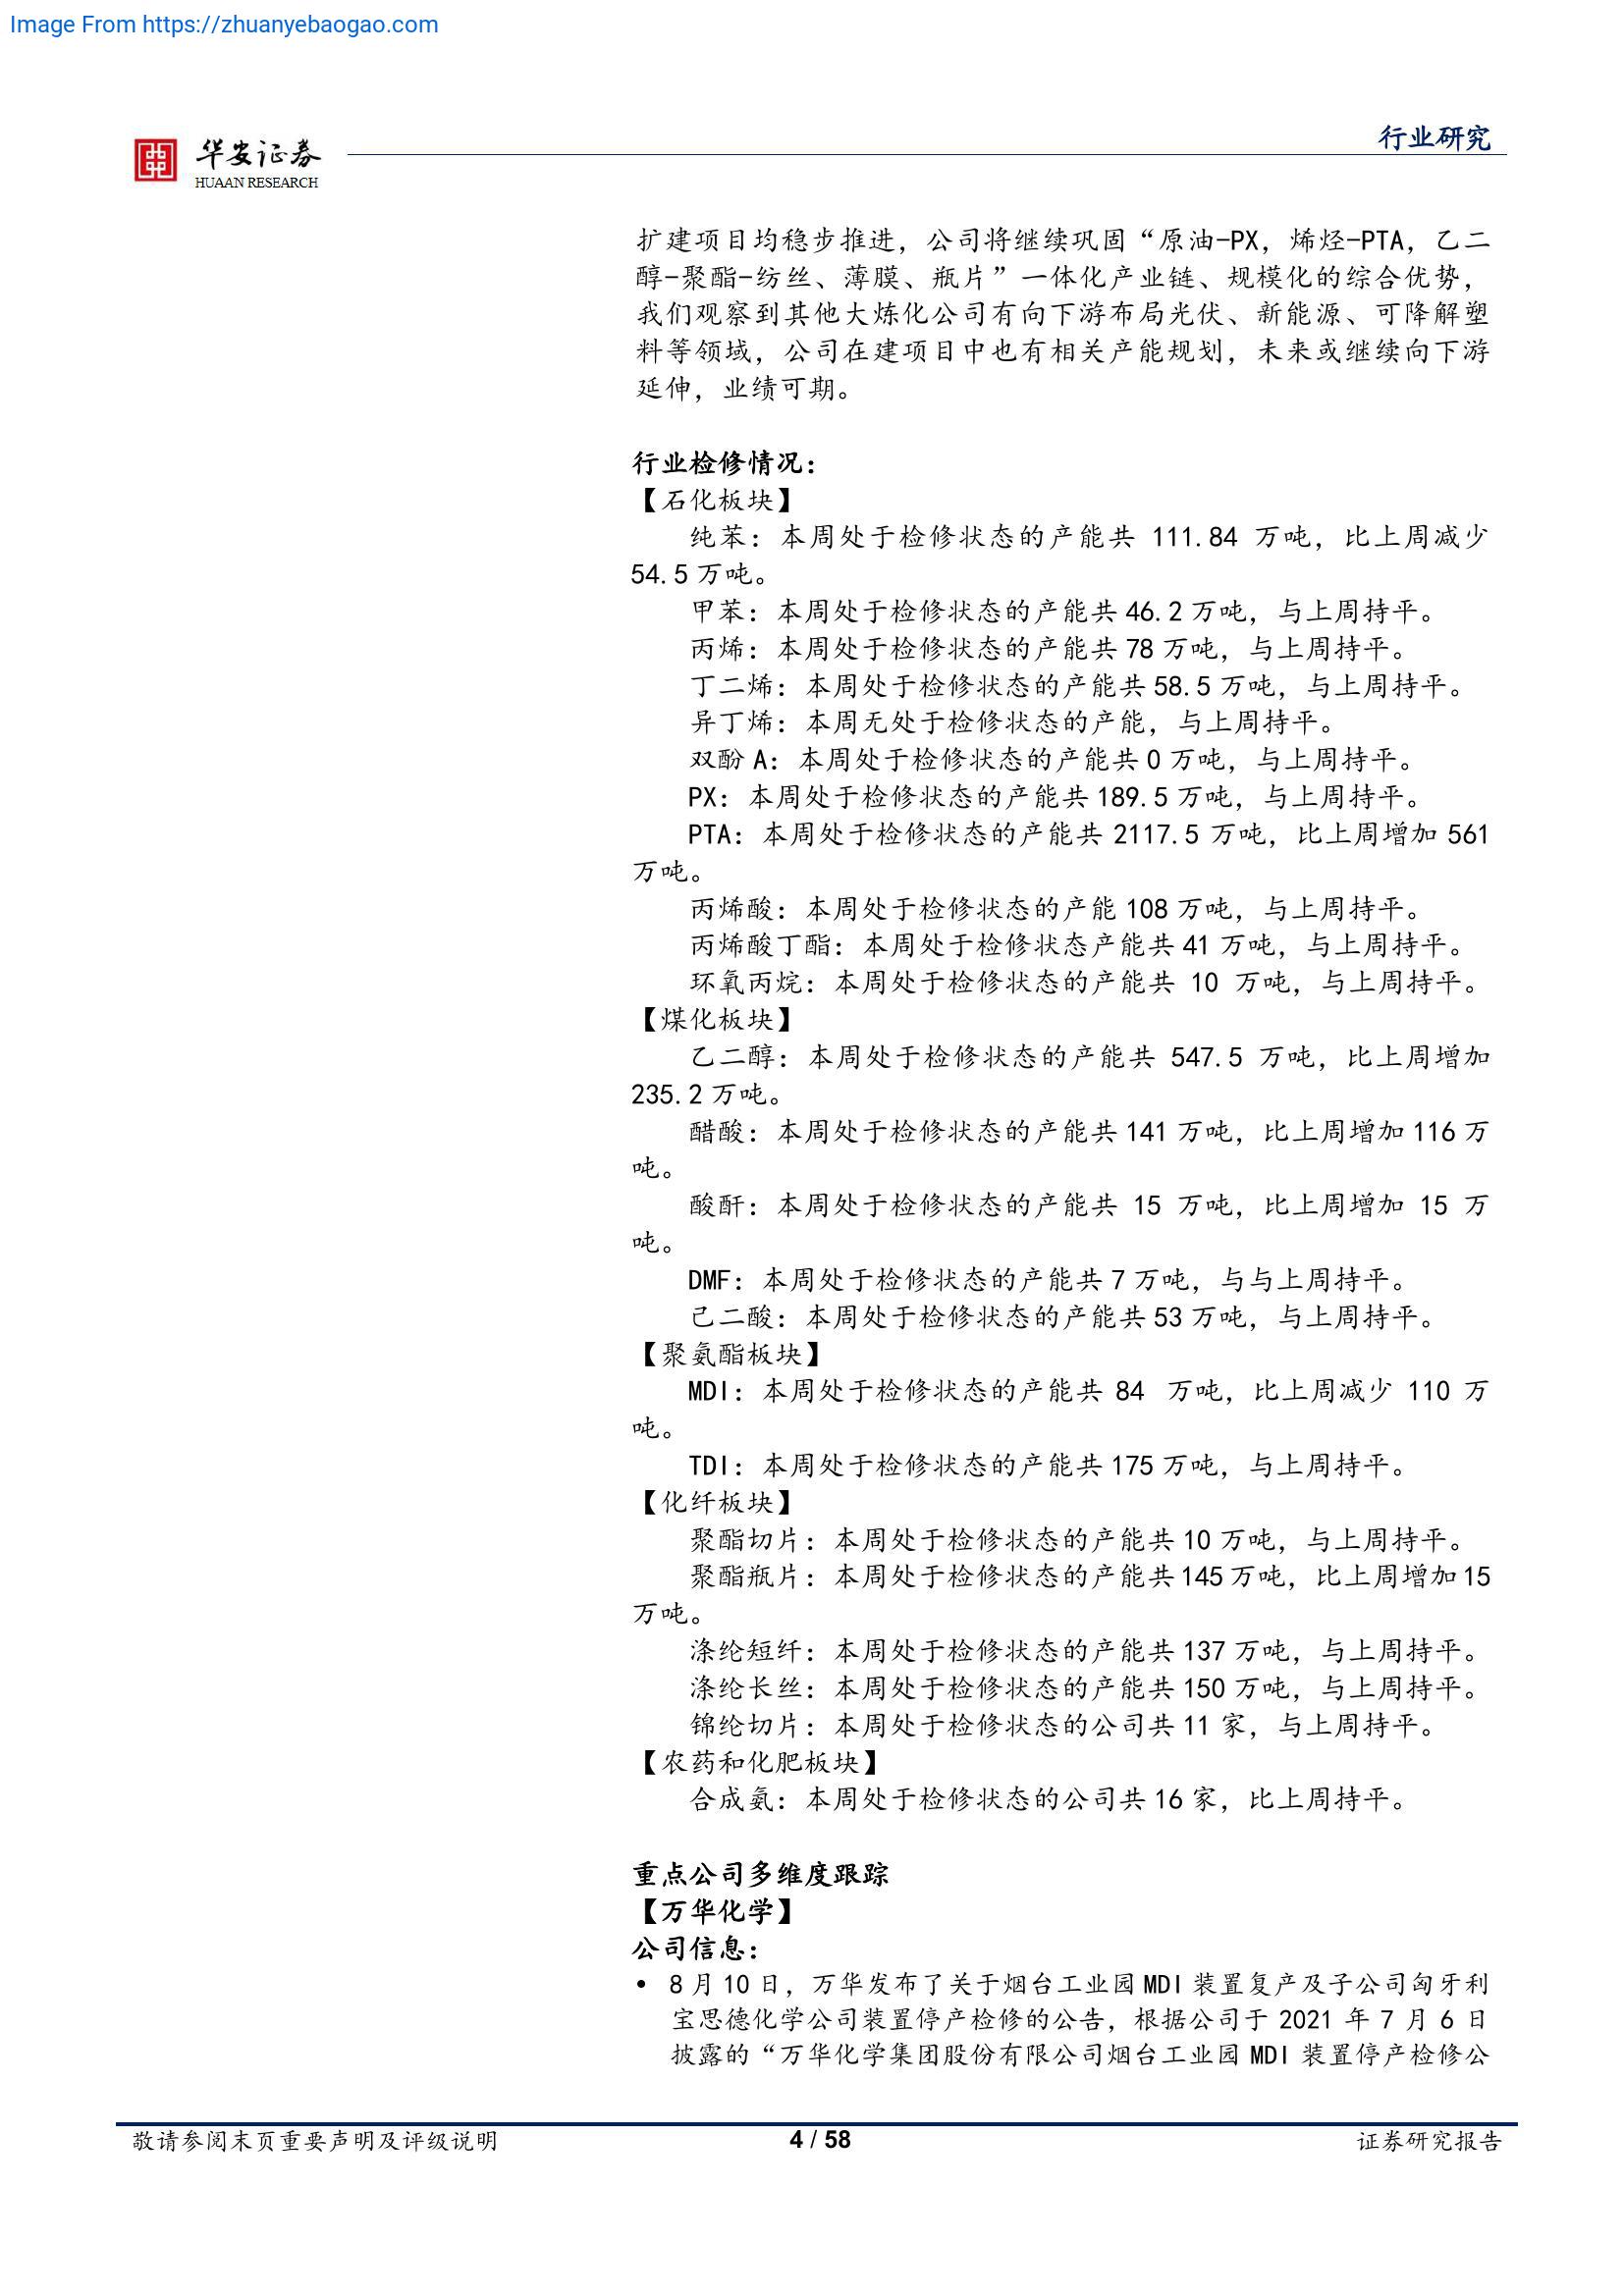 Image From https://zhuanyebaogao.com
华安证券
HUAAN RESEARCH
行业研究
扩建项目均稳步推进，公司将继续巩固“原油-PX，烯烃-PTA，乙二
醇-聚酯-纺丝、薄膜、瓶片”一体化产业链、规模化的综合优势，
我们观察到其他大炼化公司有向下游布局光伏、新能源、可降解塑
料等领域，公司在建项目中也有相关产能规划，未来或继续向下游
延伸，业绩可期。
行业检修情况：
【石化板块】
纯苯：本周处于检修状态的产能共 111.84 万吨，比上周减少
54.5 万吨。
甲苯：本周处于检修状态的产能共 46.2 万吨，与上周持平。
丙烯：本周处于检修状态的产能共 78 万吨，与上周持平。
丁二烯：本周处于检修状态的产能共 58.5 万吨，与上周持平。
异丁烯：本周无处于检修状态的产能，与上周持平。
双酚 A：本周处于检修状态的产能共 0 万吨，与上周持平。
PX：本周处于检修状态的产能共 189.5 万吨，与上周持平。
PTA：本周处于检修状态的产能共 2117.5 万吨，比上周增加 561
万吨。
丙烯酸：本周处于检修状态的产能 108 万吨，与上周持平。
丙烯酸丁酯：本周处于检修状态产能共 41 万吨，与上周持平。
环氧丙烷：本周处于检修状态的产能共 10 万吨，与上周持平。
【煤化板块】
乙二醇：本周处于检修状态的产能共 547.5 万吨，比上周增加
235.2 万吨。
醋酸：本周处于检修状态的产能共 141 万吨，比上周增加 116 万
吨。
酸酐：本周处于检修状态的产能共 15 万吨，比上周增加 15 万
吨。
DMF：本周处于检修状态的产能共 7 万吨，与与上周持平。
己二酸：本周处于检修状态的产能共 53 万吨，与上周持平。
【聚氨酯板块】
MDI：本周处于检修状态的产能共 84 万吨，比上周减少 110 万
吨。
TDI：本周处于检修状态的产能共 175 万吨，与上周持平。
【化纤板块】
聚酯切片：本周处于检修状态的产能共 10 万吨，与上周持平。
聚酯瓶片：本周处于检修状态的产能共 145 万吨，比上周增加 15
万吨。
涤纶短纤：本周处于检修状态的产能共 137 万吨，与上周持平。
涤纶长丝：本周处于检修状态的产能共 150 万吨，与上周持平。
锦纶切片：本周处于检修状态的公司共 11 家，与上周持平。
【农药和化肥板块】
合成氨：本周处于检修状态的公司共 16 家，比上周持平。
重点公司多维度跟踪
【万华化学】
公司信息：
• 8 月 10 日，万华发布了关于烟台工业园 MDI 装置复产及子公司匈牙利
宝思德化学公司装置停产检修的公告，根据公司于 2021 年 7 月 6 日
披露的“万华化学集团股份有限公司烟台工业园 MDI 装置停产检修公
敬请参阅末页重要声明及评级说明
4 / 58
证券研究报告